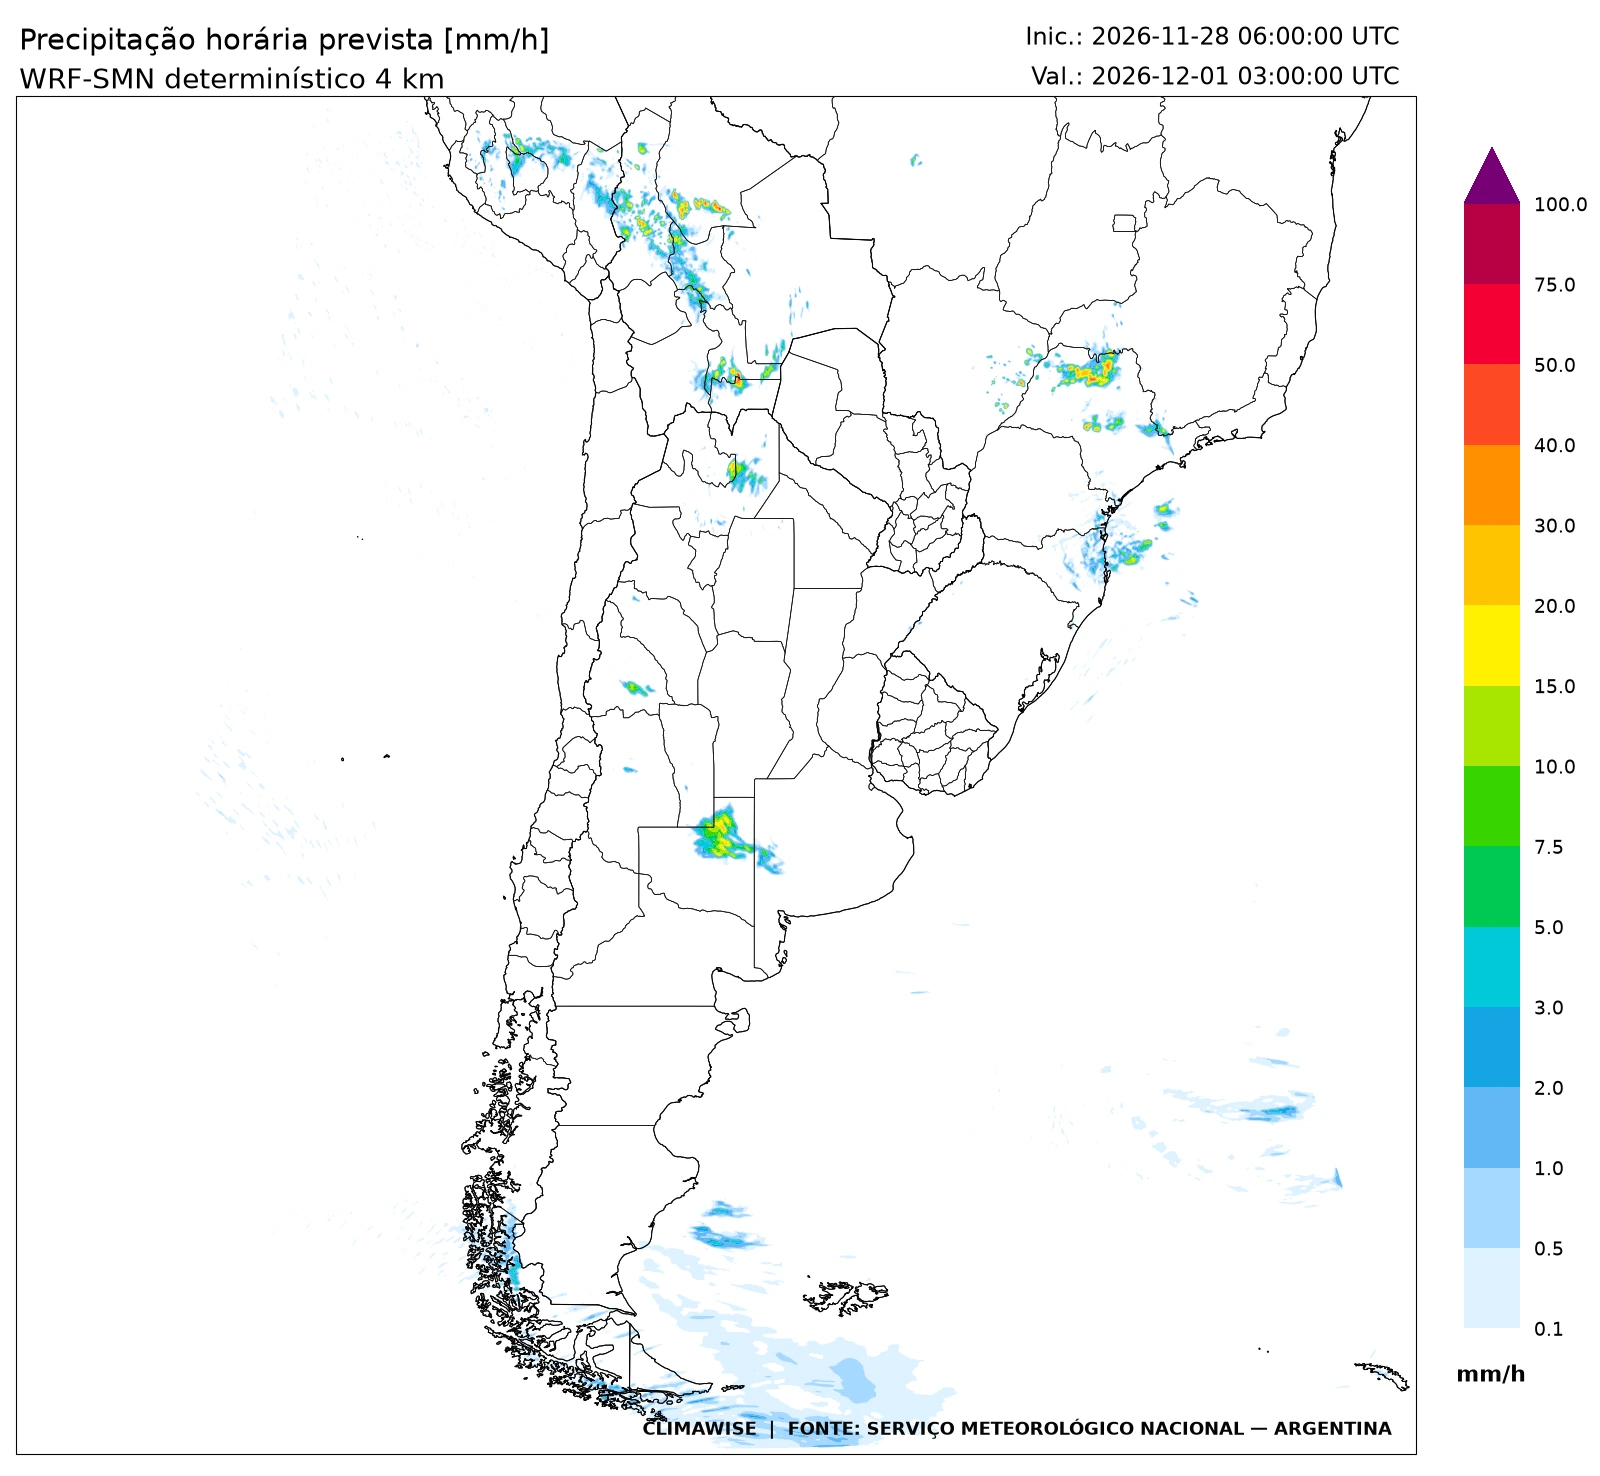 Precipitação horária prevista [mm/h]
WRF-SMN determinístico 4 km
Inic.: 2026-11-28 06:00:00 UTC
Val.: 2026-12-01 03:00:00 UTC
100.0
75.0
50.0
40.0
30.0
20.0
15.0
10.0
7.5
5.0
3.0
2.0
1.0
0.5
0.1
mm/h
CLIMAWISE | FONTE: SERVIÇO METEOROLÓGICO NACIONAL — ARGENTINA